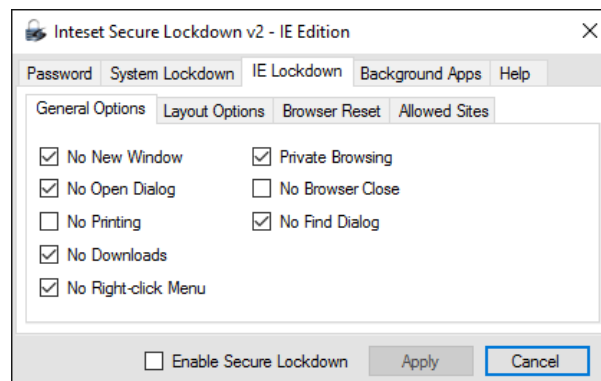 Inteset Secure Lockdown v2 - IE Edition
Password System Lockdown IE Lockdown Background Apps Help
General Options Layout Options Browser Reset Allowed Sites
No New Window Private Browsing
No Open Dialog No Browser Close
No Printing No Find Dialog
No Downloads
No Right-click Menu
Enable Secure Lockdown Apply Cancel